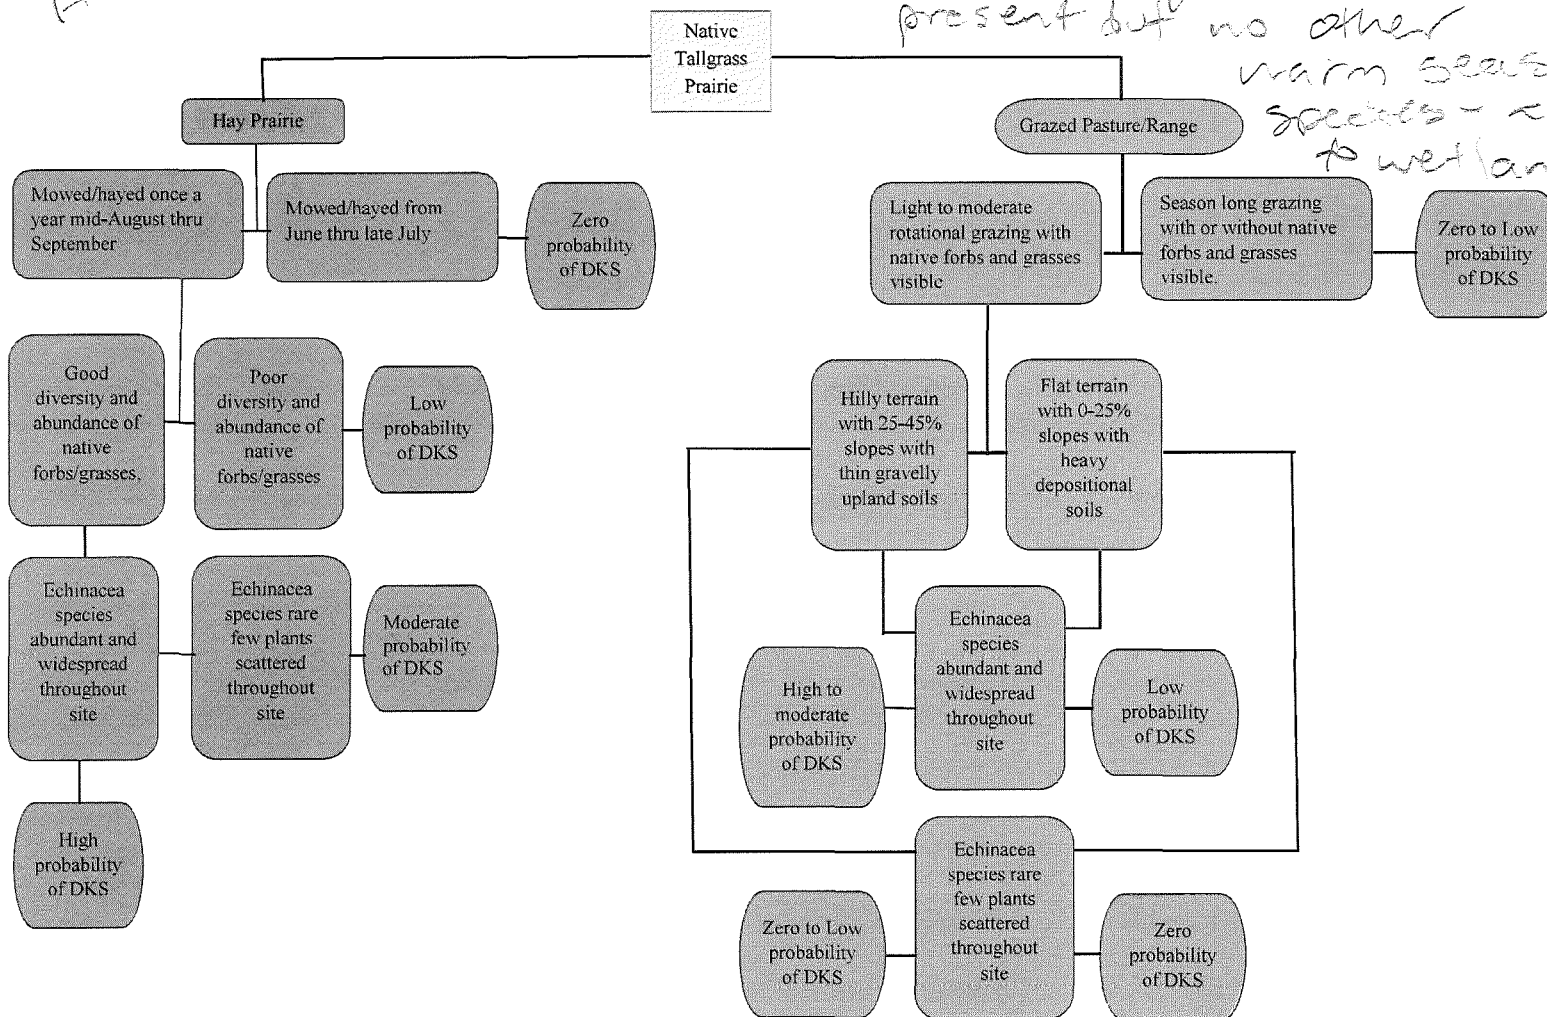 present but no other
warm
species -
to
Native
Tallgrass
Prairie
Hay Prairie
Grazed Pasture/Range
Mowed/hayed once a
year mid-August thru
September
Mowed/hayed from
June thru late July
Zero
probability
of DKS
Light to moderate
rotational grazing with
native forbs and grasses
visible
Season long grazing
with or without native
forbs and grasses
visible.
Zero to Low
probability
of DKS
Good
diversity and
abundance of
native
forbs/grasses.
Poor
diversity and
abundance of
native
forbs/grasses
Low
probability
of DKS
Hilly terrain
with 25-45%
slopes with
thin gravelly
upland soils
Flat terrain
with 0-25%
slopes with
heavy
depositional
soils
Echinacea
species
abundant and
widespread
throughout
site
Echinacea
species rare
few plants
scattered
throughout
site
Moderate
probability
of DKS
High
probability
of DKS
Echinacea
species
abundant and
widespread
throughout
site
High to
moderate
probability
of DKS
Low
probability
of DKS
Echinacea
species rare
few plants
scattered
throughout
site
Zero to Low
probability
of DKS
Zero
probability
of DKS